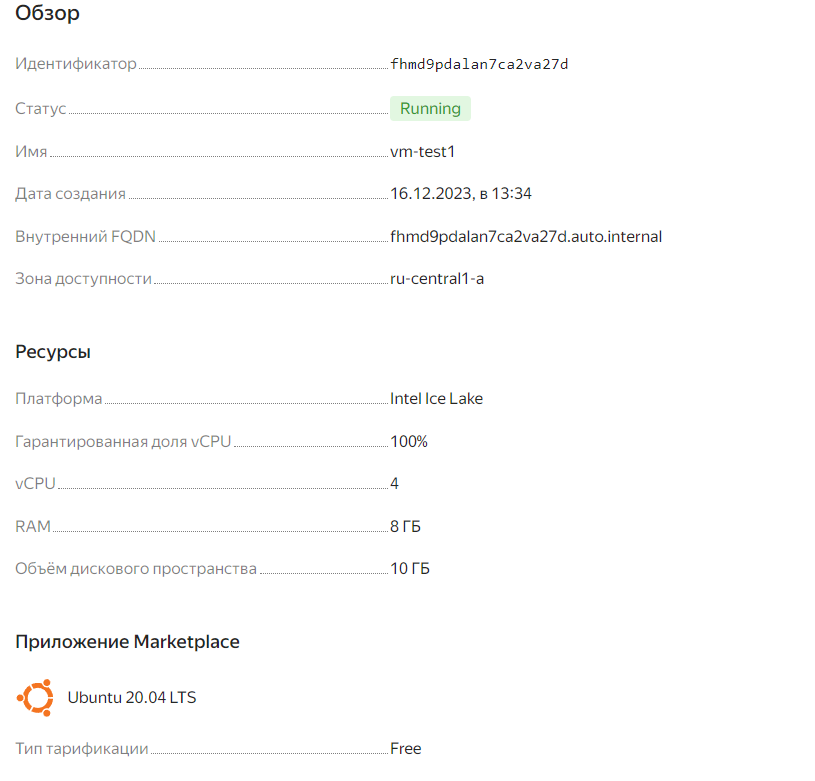 Обзор
Идентификатор fhmd9pdalan7ca2va27d
Статус Running
Имя vm-test1
Дата создания 16.12.2023, в 13:34
Внутренний FQDN fhmd9pdalan7ca2va27d.auto.internal
Зона доступности ru-central1-a
Ресурсы
Платформа Intel Ice Lake
Гарантированная доля vCPU 100%
vCPU 4
RAM 8 ГБ
Объём дискового пространства 10 ГБ
Приложение Marketplace
Ubuntu 20.04 LTS
Тип тарификации Free